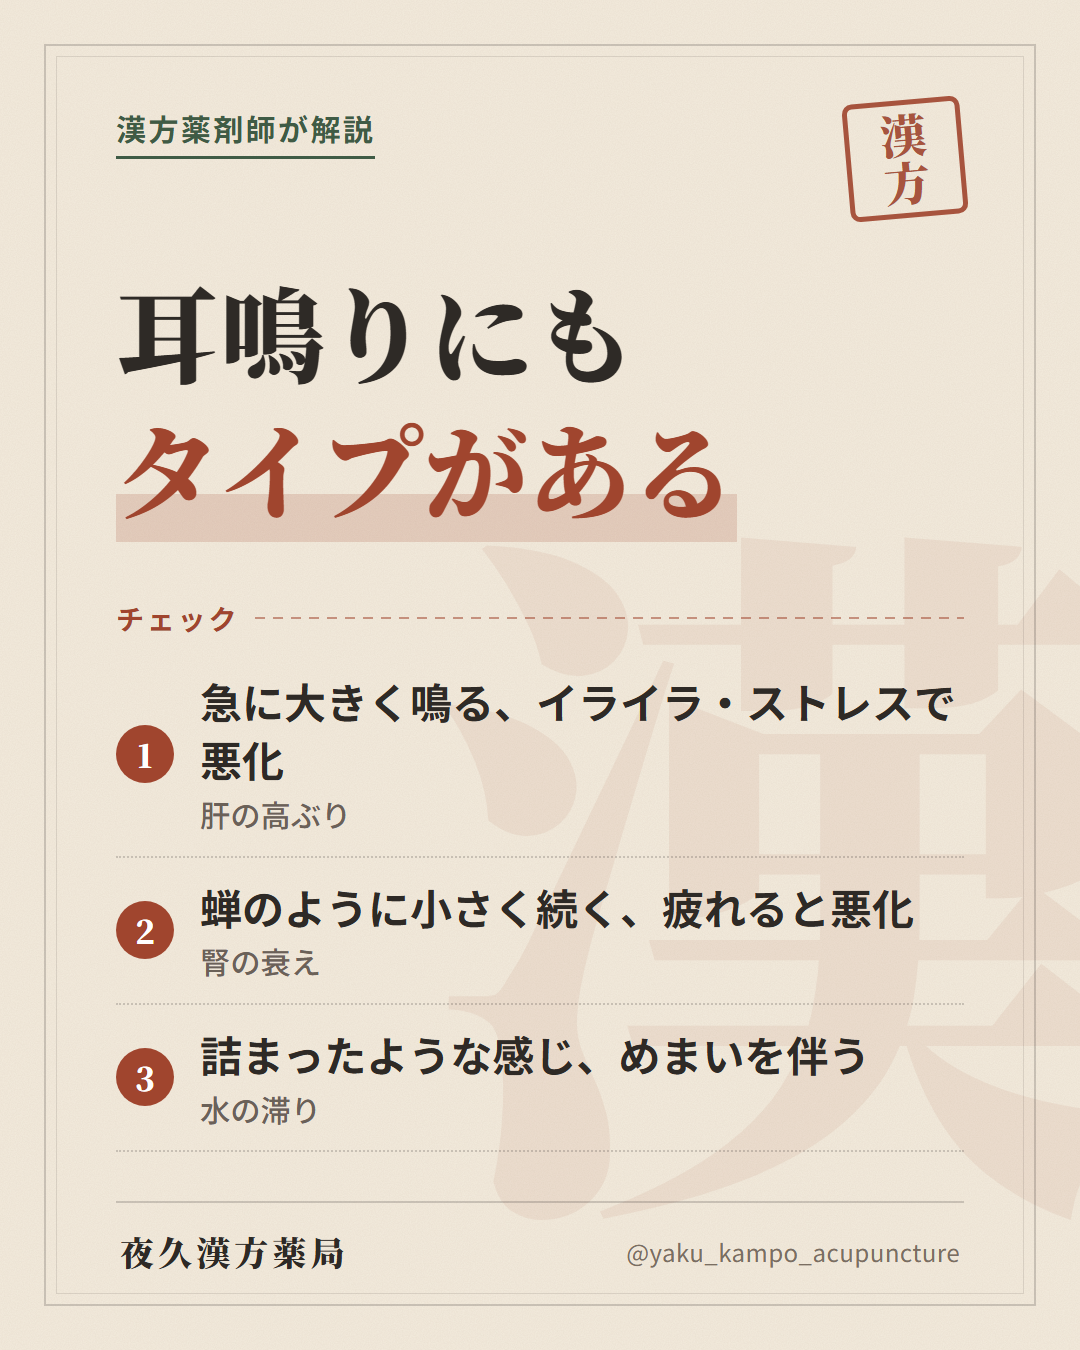 漢方薬剤師が解説
漢
方
耳鳴りにも
タイプがある
チェック
1
急に大きく鳴る、イライラ・ストレスで
悪化
肝の高ぶり
2
蝉のように小さく続く、疲れると悪化
腎の衰え
3
詰まったような感じ、めまいを伴う
水の滞り
漢
夜久漢方薬局
@yaku_kampo_acupuncture